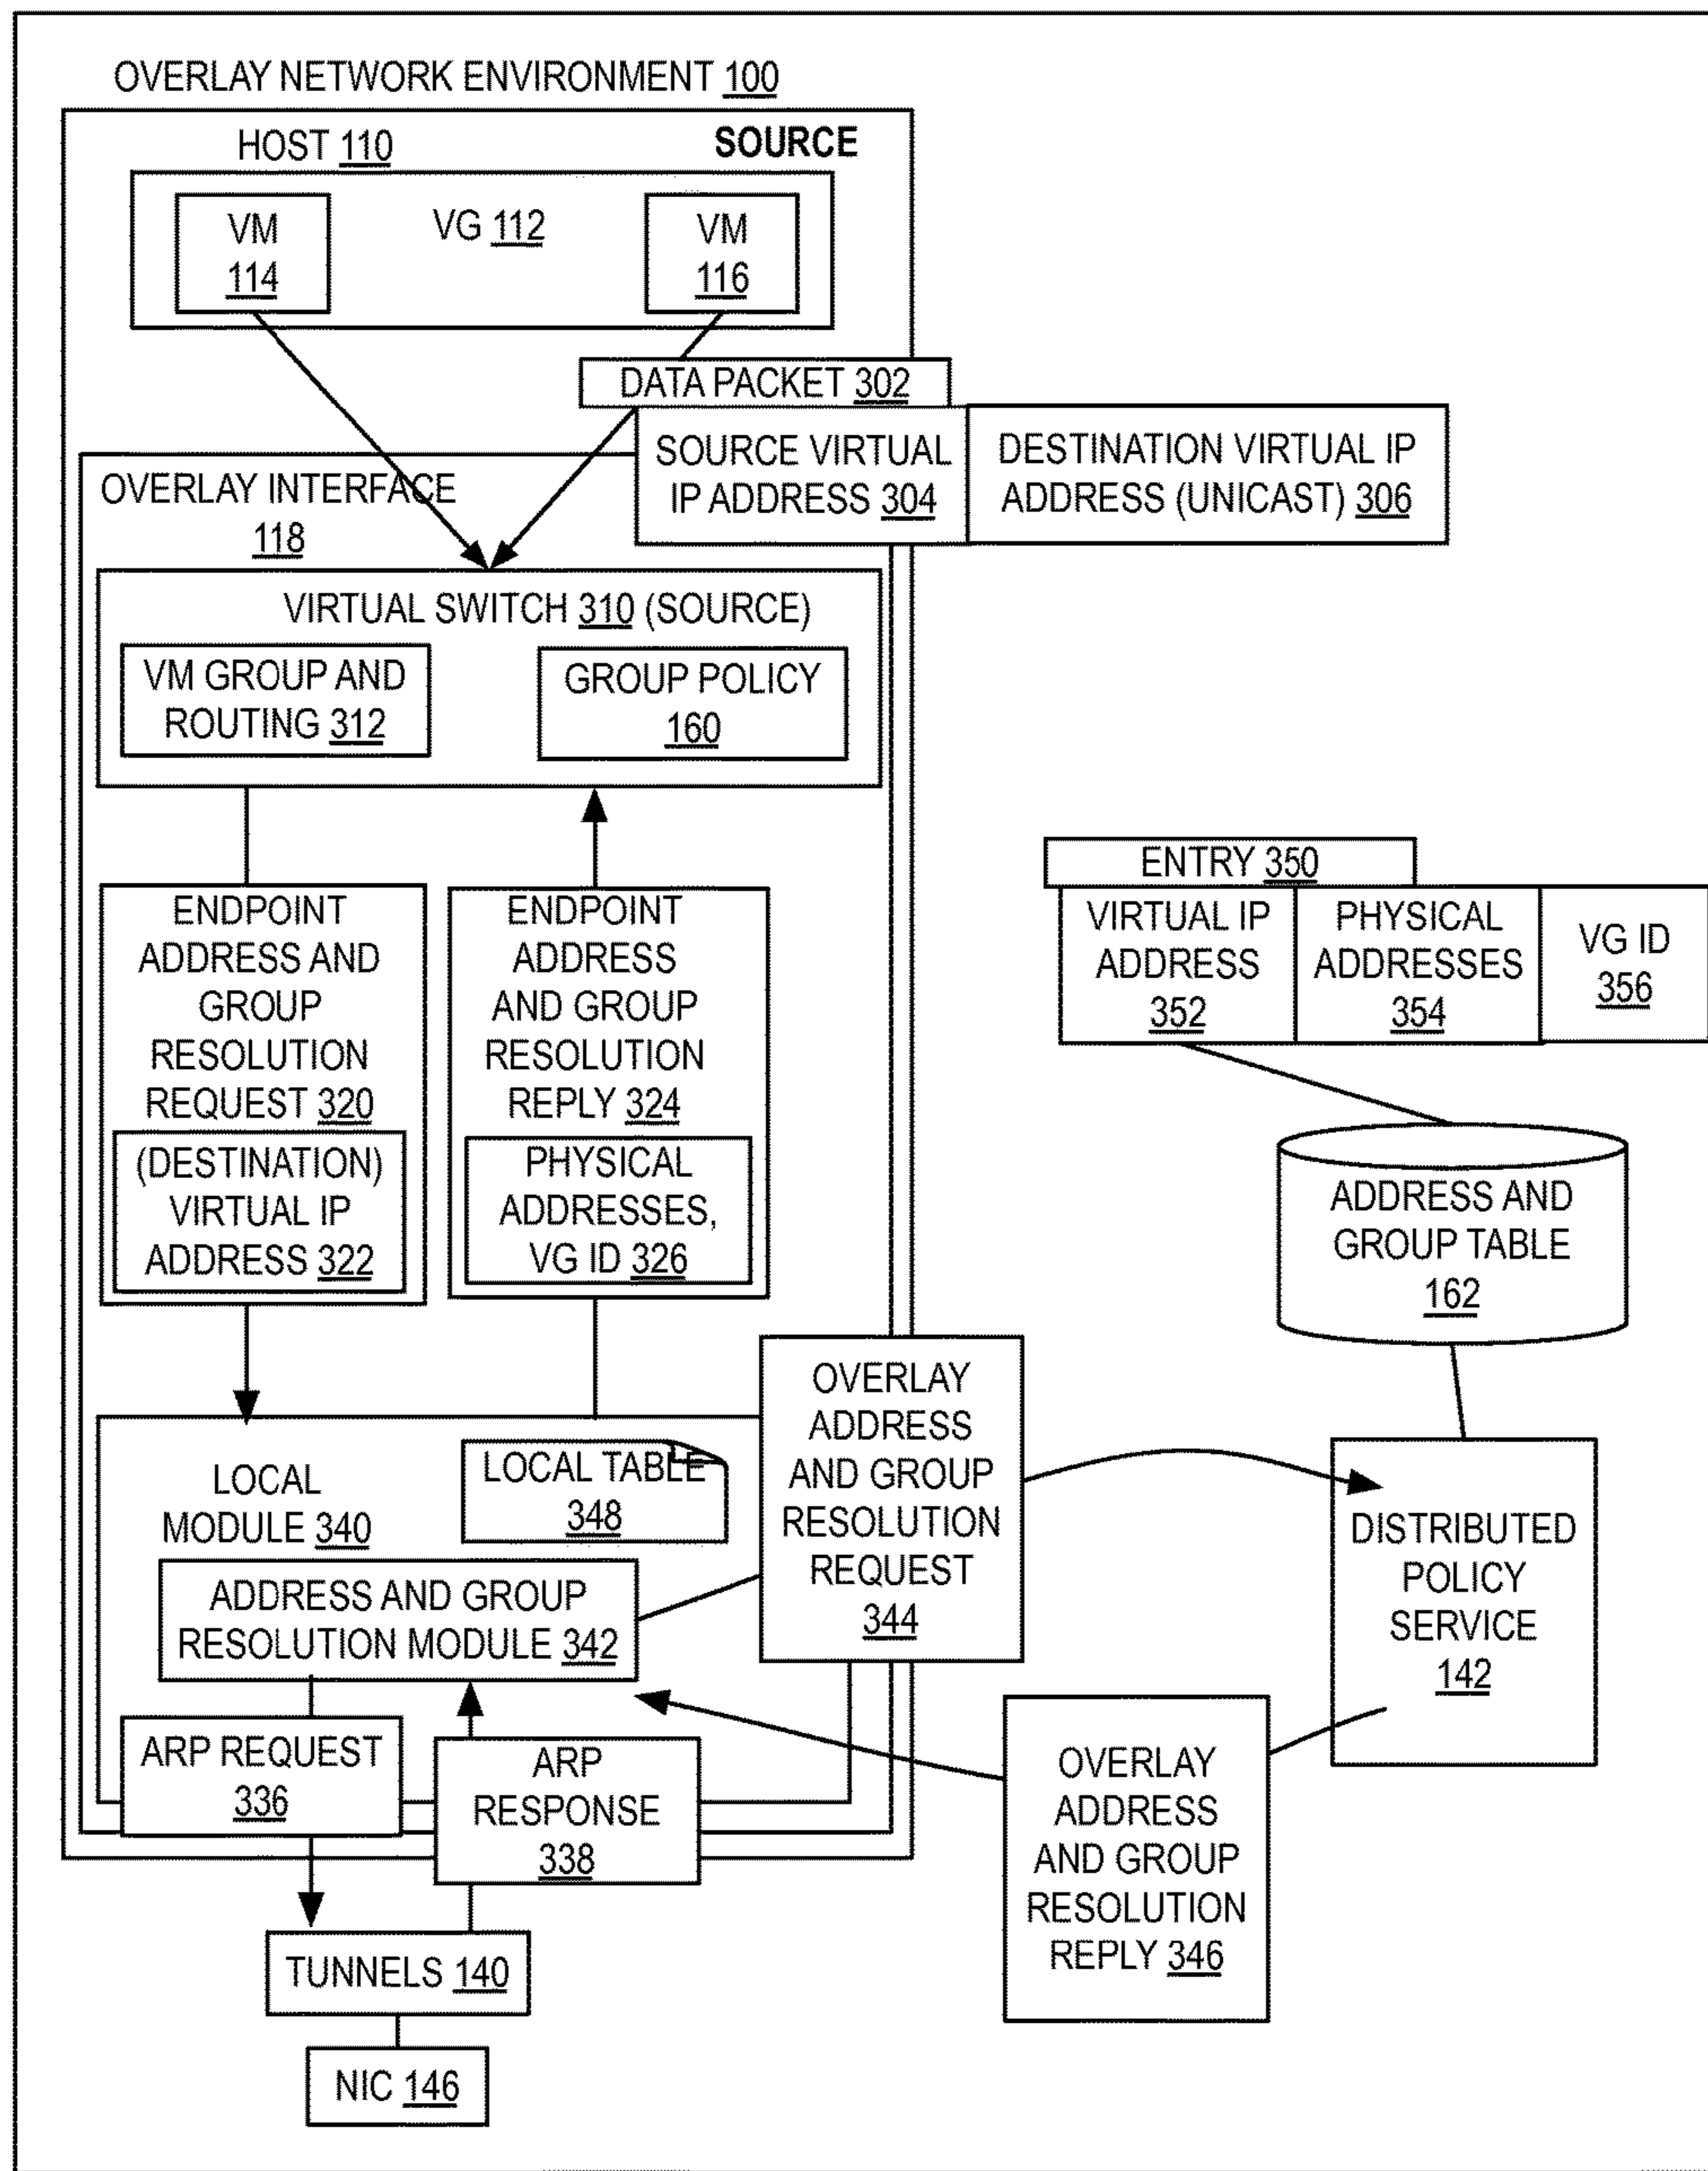 OVERLAY NETWORK ENVIRONMENT 100
HOST 110
SOURCE
VM
114
VG 112
VM
116
DATA PACKET 302
SOURCE VIRTUAL
IP ADDRESS 304
DESTINATION VIRTUAL IP
ADDRESS (UNICAST) 306
OVERLAY INTERFACE
118
VIRTUAL SWITCH 310 (SOURCE)
VM GROUP AND
ROUTING 312
GROUP POLICY
160
ENDPOINT
ADDRESS AND
GROUP
RESOLUTION
REQUEST 320
(DESTINATION)
VIRTUAL IP
ADDRESS 322
ENDPOINT
ADDRESS
AND GROUP
RESOLUTION
REPLY 324
PHYSICAL
ADDRESSES,
VG ID 326
ENTRY 350
VIRTUAL IP
ADDRESS
352
PHYSICAL
ADDRESSES
354
VG ID
356
ADDRESS AND
GROUP TABLE
162
LOCAL
MODULE 340
LOCAL TABLE
348
ADDRESS AND GROUP
RESOLUTION MODULE 342
OVERLAY
ADDRESS
AND GROUP
RESOLUTION
REQUEST
344
DISTRIBUTED
POLICY
SERVICE
142
ARP REQUEST
336
ARP
RESPONSE
338
OVERLAY
ADDRESS
AND GROUP
RESOLUTION
REPLY 346
TUNNELS 140
NIC 146